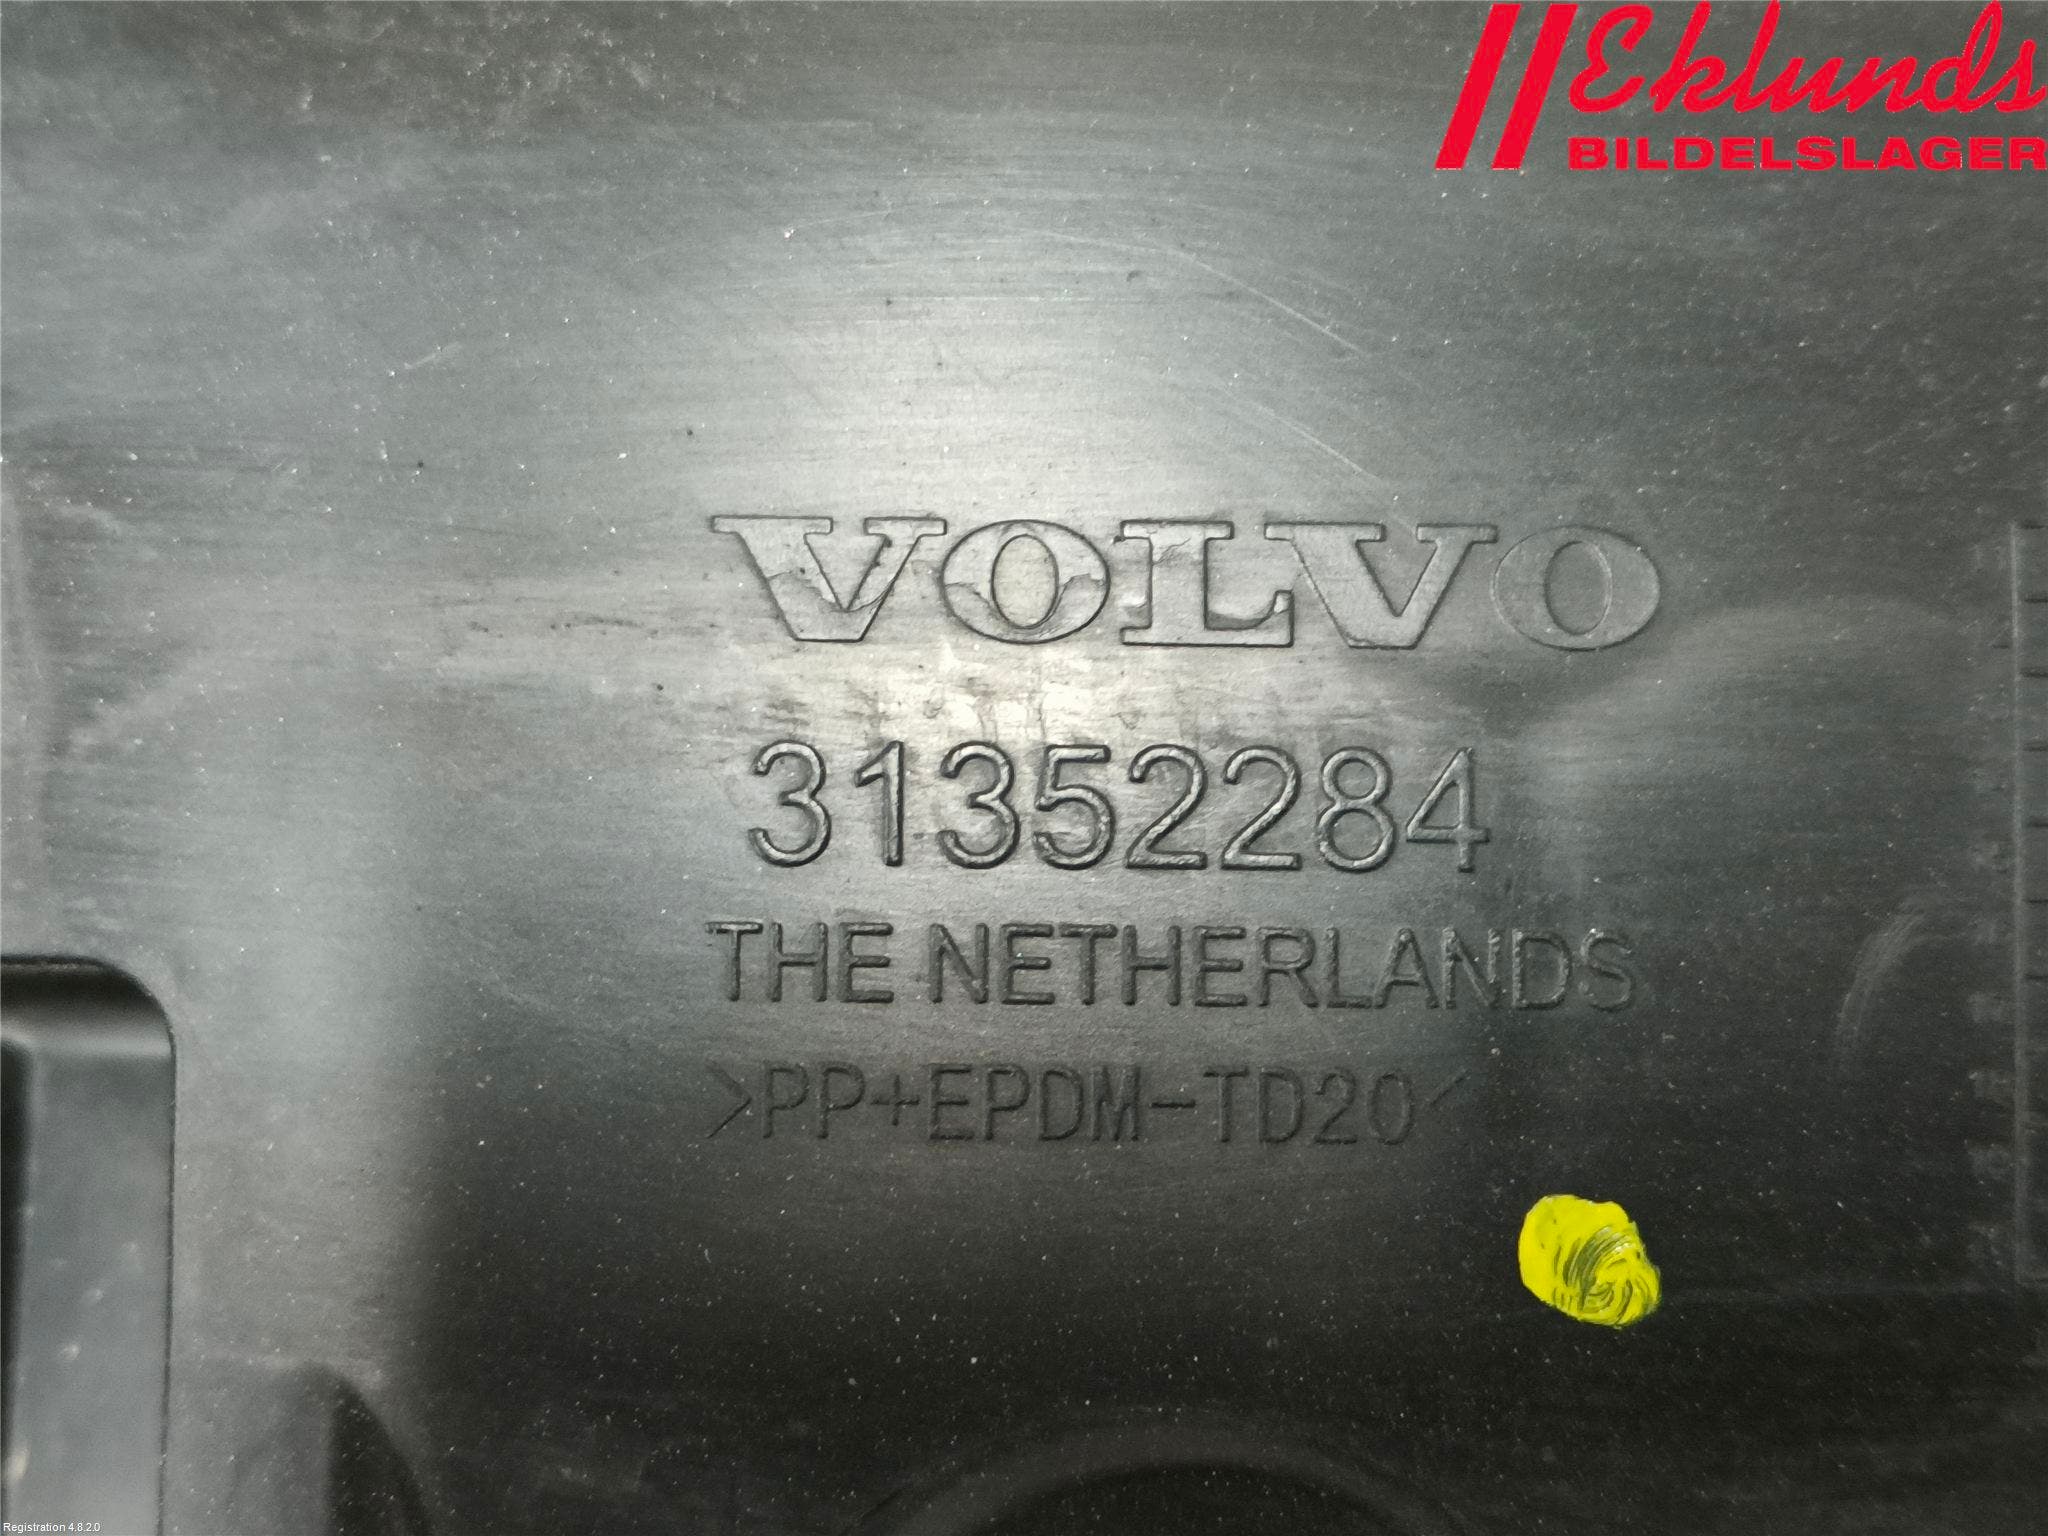 Eklunds
BILDELSLAGER
VOLVO
31352284
THE NETHERLANDS
>PP+EPDM-TD20<
Registration 4.8.2.0